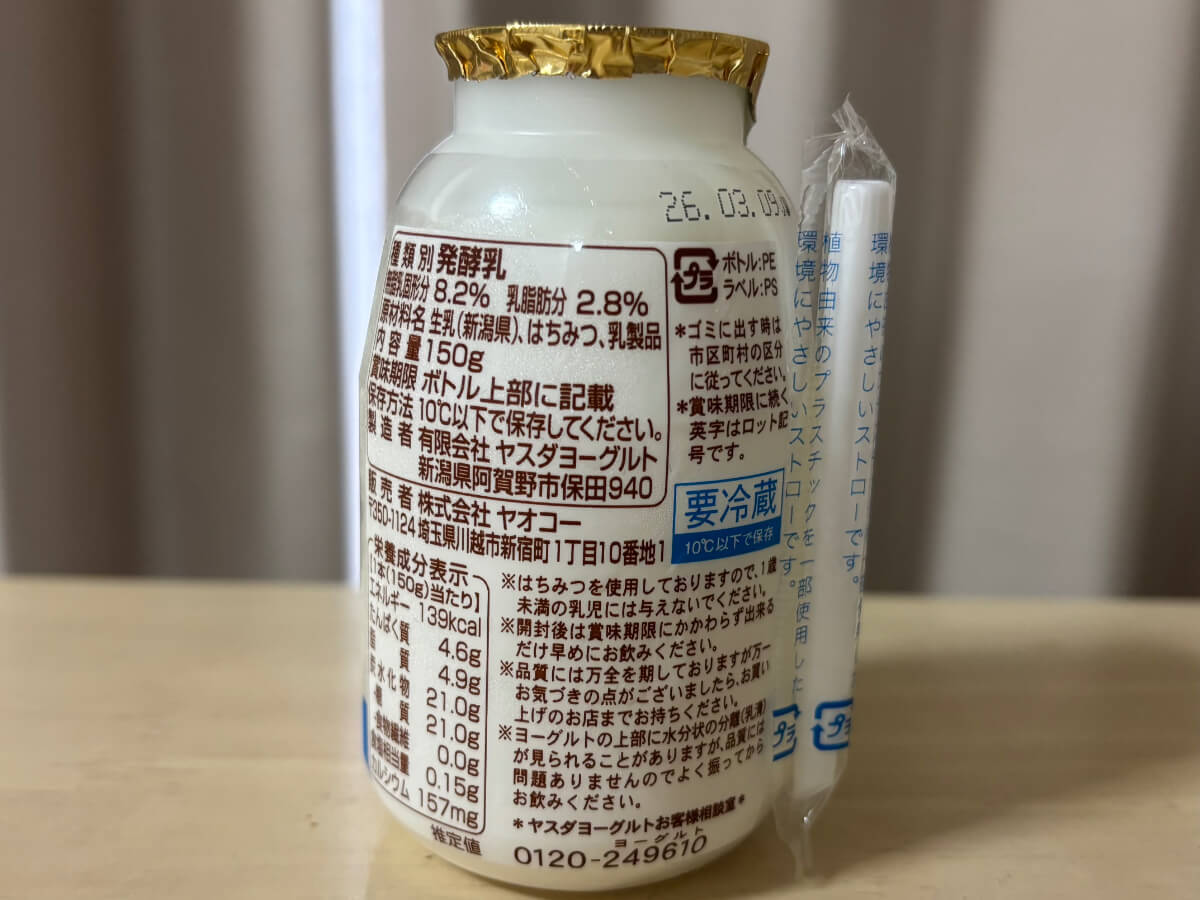 26.03.09
種類別 発酵乳
無脂乳固形分 8.2% 乳脂肪分 2.8%
原材料名 生乳(新潟県)、はちみつ、乳製品
内容量 150g
賞味期限 ボトル上部に記載
保存方法 10℃以下で保存してください。
製造者 有限会社 ヤスダヨーグルト
新潟県阿賀野市保田940
販売者 株式会社 ヤオコー
〒350-1124 埼玉県川越市新宿町1丁目10番地1
プラ
ボトル:PE
ラベル:PS
*ゴミに出す時は
市区町村の区分
に従ってください。
*賞味期限に続く
英字はロット記
号です。
要冷蔵
10℃以下で保存
栄養成分表示
[1本(150g)当たり]
エネルギー 139kcal
たんぱく質 4.6g
脂質 4.9g
炭水化物 21.0g
-糖質 21.0g
-食物繊維 0.0g
食塩相当量 0.15g
カルシウム 157mg
推定値
※はちみつを使用しておりますので、1歳
未満の乳児には与えないでください。
※開封後は賞味期限にかかわらず出来る
だけ早めにお飲みください。
※品質には万全を期しておりますが万一
お気づきの点がございましたら、お買い
上げのお店までお持ちください。
※ヨーグルトの上部に水分状の分離(乳清)
が見られることがありますが、品質には
問題ありませんのでよく振ってから
お飲みください。
*ヤスダヨーグルトお客様相談室*
ヨーグルト
0120-249610
植物由来のプラスチックを一部使用した
環境にやさしいストローです。
環境にやさしいストローです。
プラ
プラ